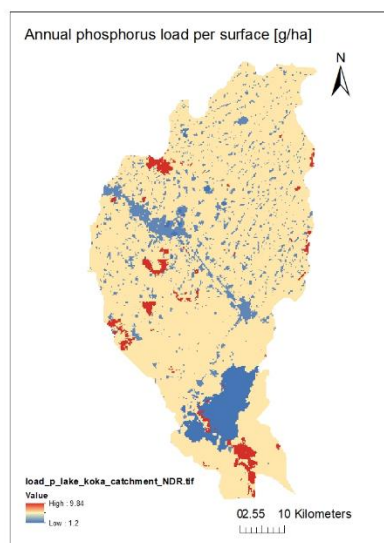 Annual phosphorus load per surface [g/ha]
N
load_p_lake_koka_catchment_NDR.tif
Value
High : 9.84
Low : 1.2
02.55 10 Kilometers